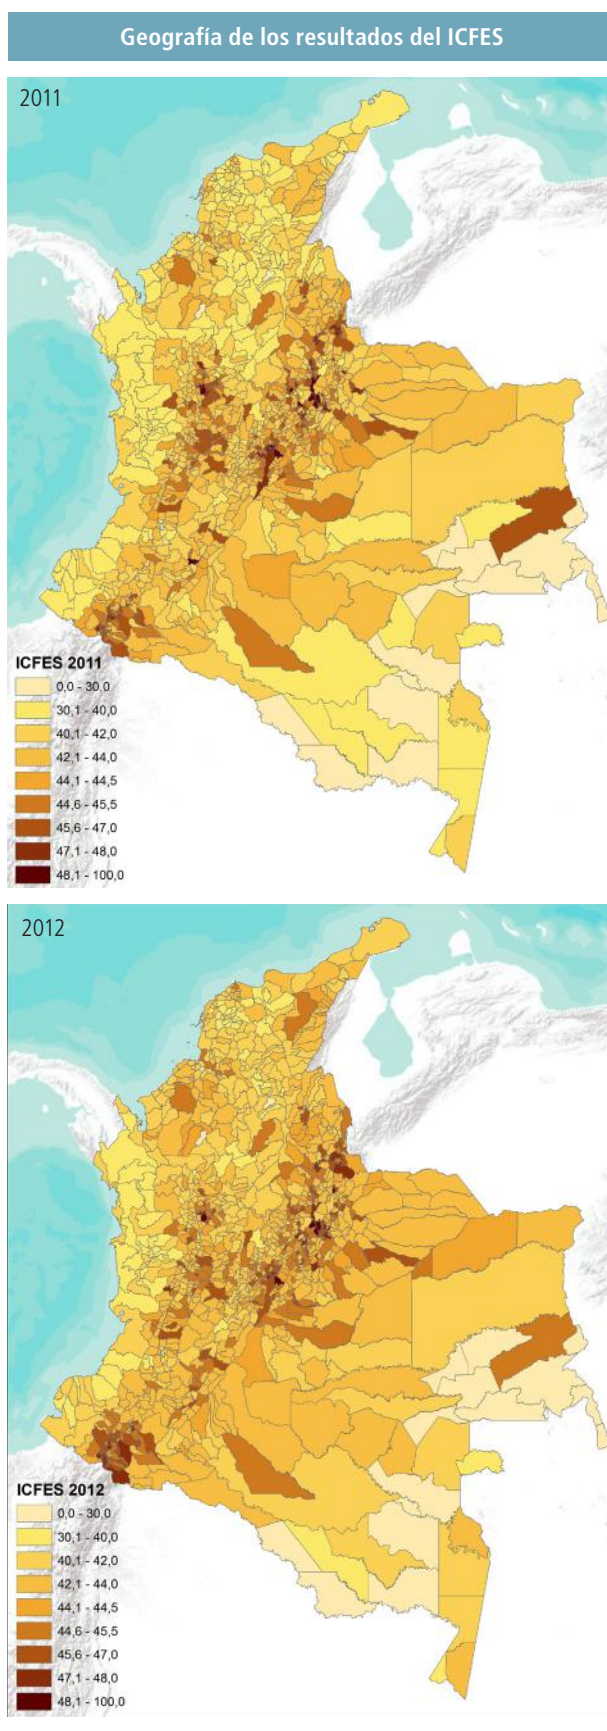 Geografía de los resultados del ICFES
2011
ICFES 2011
0,0 - 30,0
30,1 - 40,0
40,1 - 42,0
42,1 - 44,0
44,1 - 44,5
44,6 - 45,5
45,6 - 47,0
47,1 - 48,0
48,1 - 100,0
2012
ICFES 2012
0,0 - 30,0
30,1 - 40,0
40,1 - 42,0
42,1 - 44,0
44,1 - 44,5
44,6 - 45,5
45,6 - 47,0
47,1 - 48,0
48,1 - 100,0